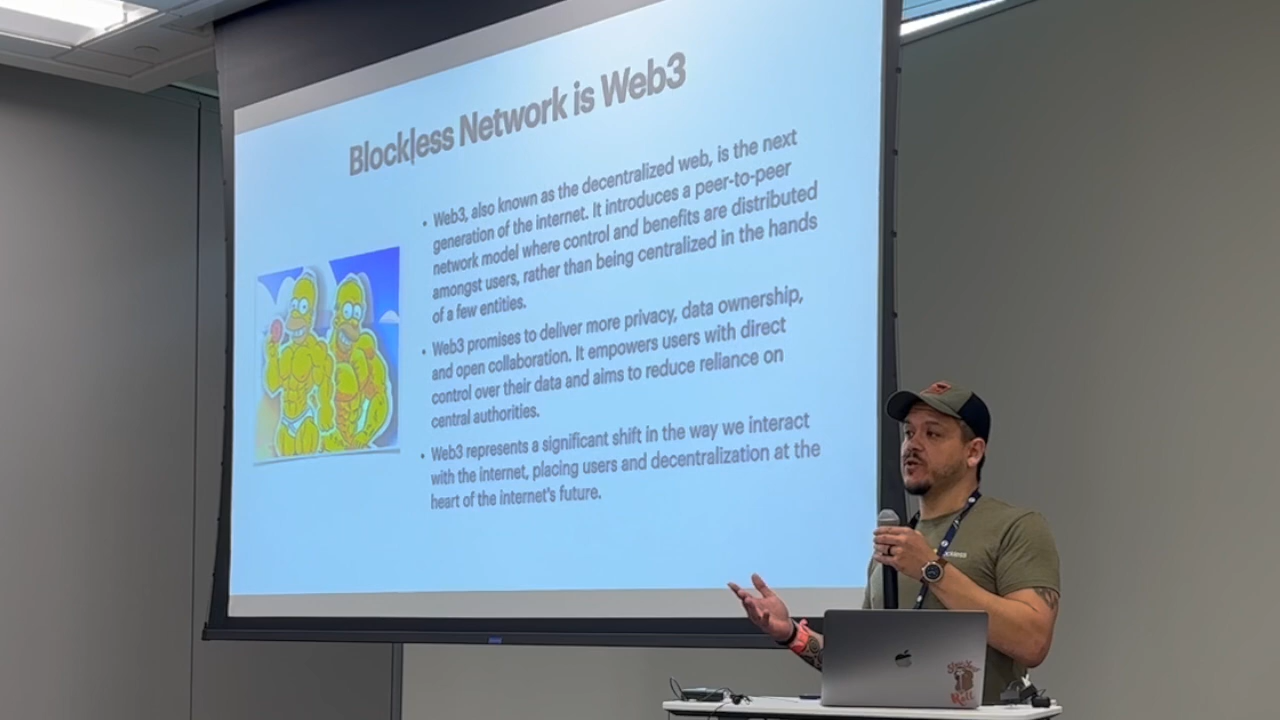 Blockless Network is Web3
• Web3, also known as the decentralized web, is the next
generation of the internet. It introduces a peer-to-peer
network model where control and benefits are distributed
amongst users, rather than being centralized in the hands
of a few entities.
• Web3 promises to deliver more privacy, data ownership,
and open collaboration. It empowers users with direct
control over their data and aims to reduce reliance on
central authorities.
• Web3 represents a significant shift in the way we interact
with the internet, placing users and decentralization at the
heart of the internet's future.